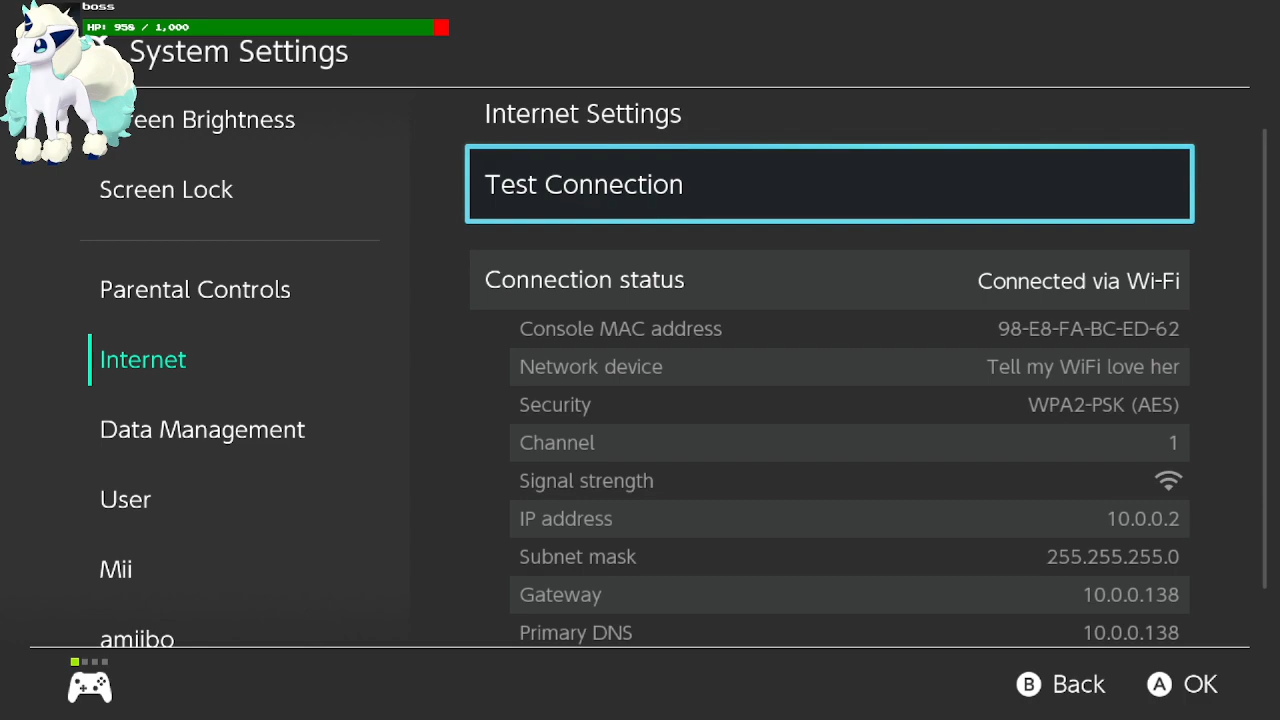 boss
HP: 958 / 1,000
System Settings
reen Brightness
Screen Lock
Parental Controls
Internet
Data Management
User
Mii
amiibo
Internet Settings
Test Connection
Connection status Connected via Wi-Fi
Console MAC address 98-E8-FA-BC-ED-62
Network device Tell my WiFi love her
Security WPA2-PSK (AES)
Channel 1
Signal strength
IP address 10.0.0.2
Subnet mask 255.255.255.0
Gateway 10.0.0.138
Primary DNS 10.0.0.138
B Back A OK